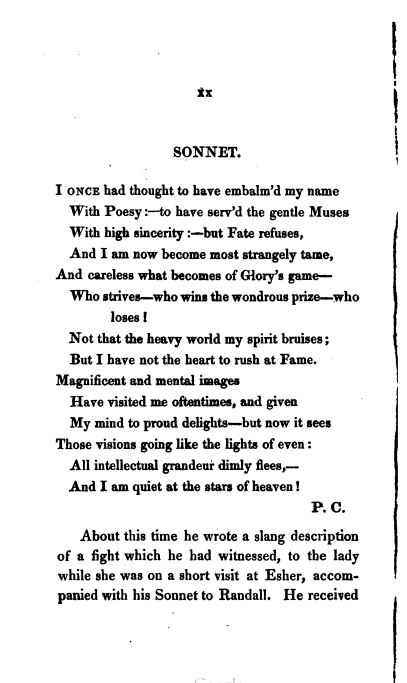 xx
SONNET.
I ONCE had thought to have embalm'd my name
With Poesy:—to have serv'd the gentle Muses
With high sincerity:—but Fate refuses,
And I am now become most strangely tame,
And careless what becomes of Glory's game—
Who strives—who wins the wondrous prize—who
loses!
Not that the heavy world my spirit bruises;
But I have not the heart to rush at Fame.
Magnificent and mental images
Have visited me oftentimes, and given
My mind to proud delights—but now it sees
Those visions going like the lights of even:
All intellectual grandeur dimly flees,—
And I am quiet at the stars of heaven!
P. C.
About this time he wrote a slang description
of a fight which he had witnessed, to the lady
while she was on a short visit at Esher, accom-
panied with his Sonnet to Randall. He received